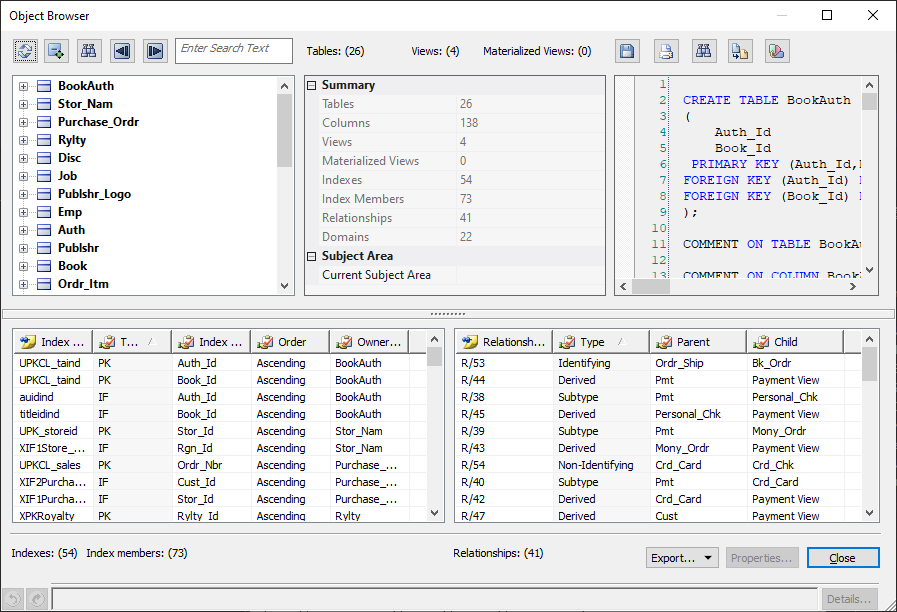 Object Browser
Enter Search Text
Tables: (26)
Views: (4)
Materialized Views: (0)
BookAuth
Stor_Nam
Purchase_Ordr
Rylty
Disc
Job
Publshr_Logo
Emp
Auth
Publshr
Book
Ordr_Itm
Summary
Tables 26
Columns 138
Views 4
Materialized Views 0
Indexes 54
Index Members 73
Relationships 41
Domains 22
Subject Area
Current Subject Area
1
2 CREATE TABLE BookAuth
3 (
4 Auth_Id
5 Book_Id
6 PRIMARY KEY (Auth_Id,
7 FOREIGN KEY (Auth_Id)
8 FOREIGN KEY (Book_Id)
9 );
10
11 COMMENT ON TABLE BookAu
12
13 COMMENT ON COLUMN Book
Index ... T... Index ... Order Owner...
UPKCL_taind PK Auth_Id Ascending BookAuth
UPKCL_taind PK Book_Id Ascending BookAuth
auidind IF Auth_Id Ascending BookAuth
titleidind IF Book_Id Ascending BookAuth
UPK_storeid PK Stor_Id Ascending Stor_Nam
XIF1Store_... IF Rgn_Id Ascending Stor_Nam
UPKCL_sales PK Ordr_Nbr Ascending Purchase_...
XIF2Purcha... IF Cust_Id Ascending Purchase_...
XIF1Purcha... IF Stor_Id Ascending Purchase_...
XPKRoyalty PK Rylty_Id Ascending Rylty
Relationsh... Type Parent Child
R/53 Identifying Ordr_Ship Bk_Ordr
R/44 Derived Pmt Payment View
R/38 Subtype Pmt Personal_Chk
R/45 Derived Personal_Chk Payment View
R/39 Subtype Pmt Mony_Ordr
R/43 Derived Mony_Ordr Payment View
R/54 Non-Identifying Crd_Card Crd_Chk
R/40 Subtype Pmt Crd_Card
R/42 Derived Crd_Card Payment View
R/47 Derived Cust Payment View
Indexes: (54) Index members: (73)
Relationships: (41)
Export...
Properties...
Close
Details...